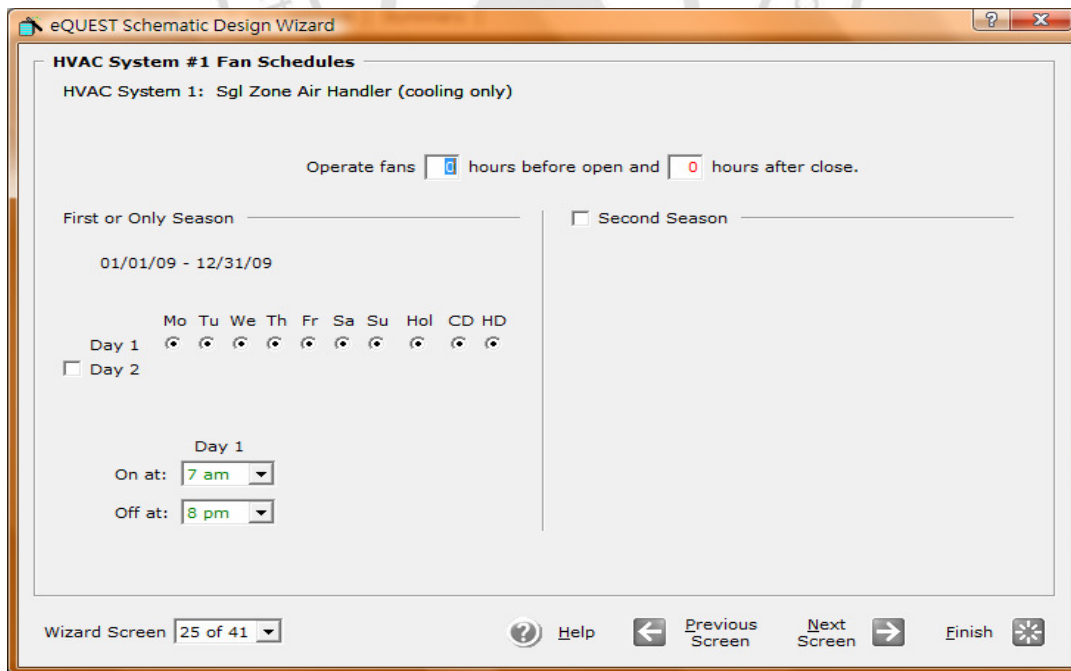 eQUEST Schematic Design Wizard
HVAC System #1 Fan Schedules
HVAC System 1: Sgl Zone Air Handler (cooling only)
Operate fans 0 hours before open and 0 hours after close.
First or Only Season
Second Season
01/01/09 - 12/31/09
Mo Tu We Th Fr Sa Su Hol CD HD
Day 1
Day 2
Day 1
On at: 7 am
Off at: 8 pm
Wizard Screen 25 of 41
Help
Previous Screen
Next Screen
Finish